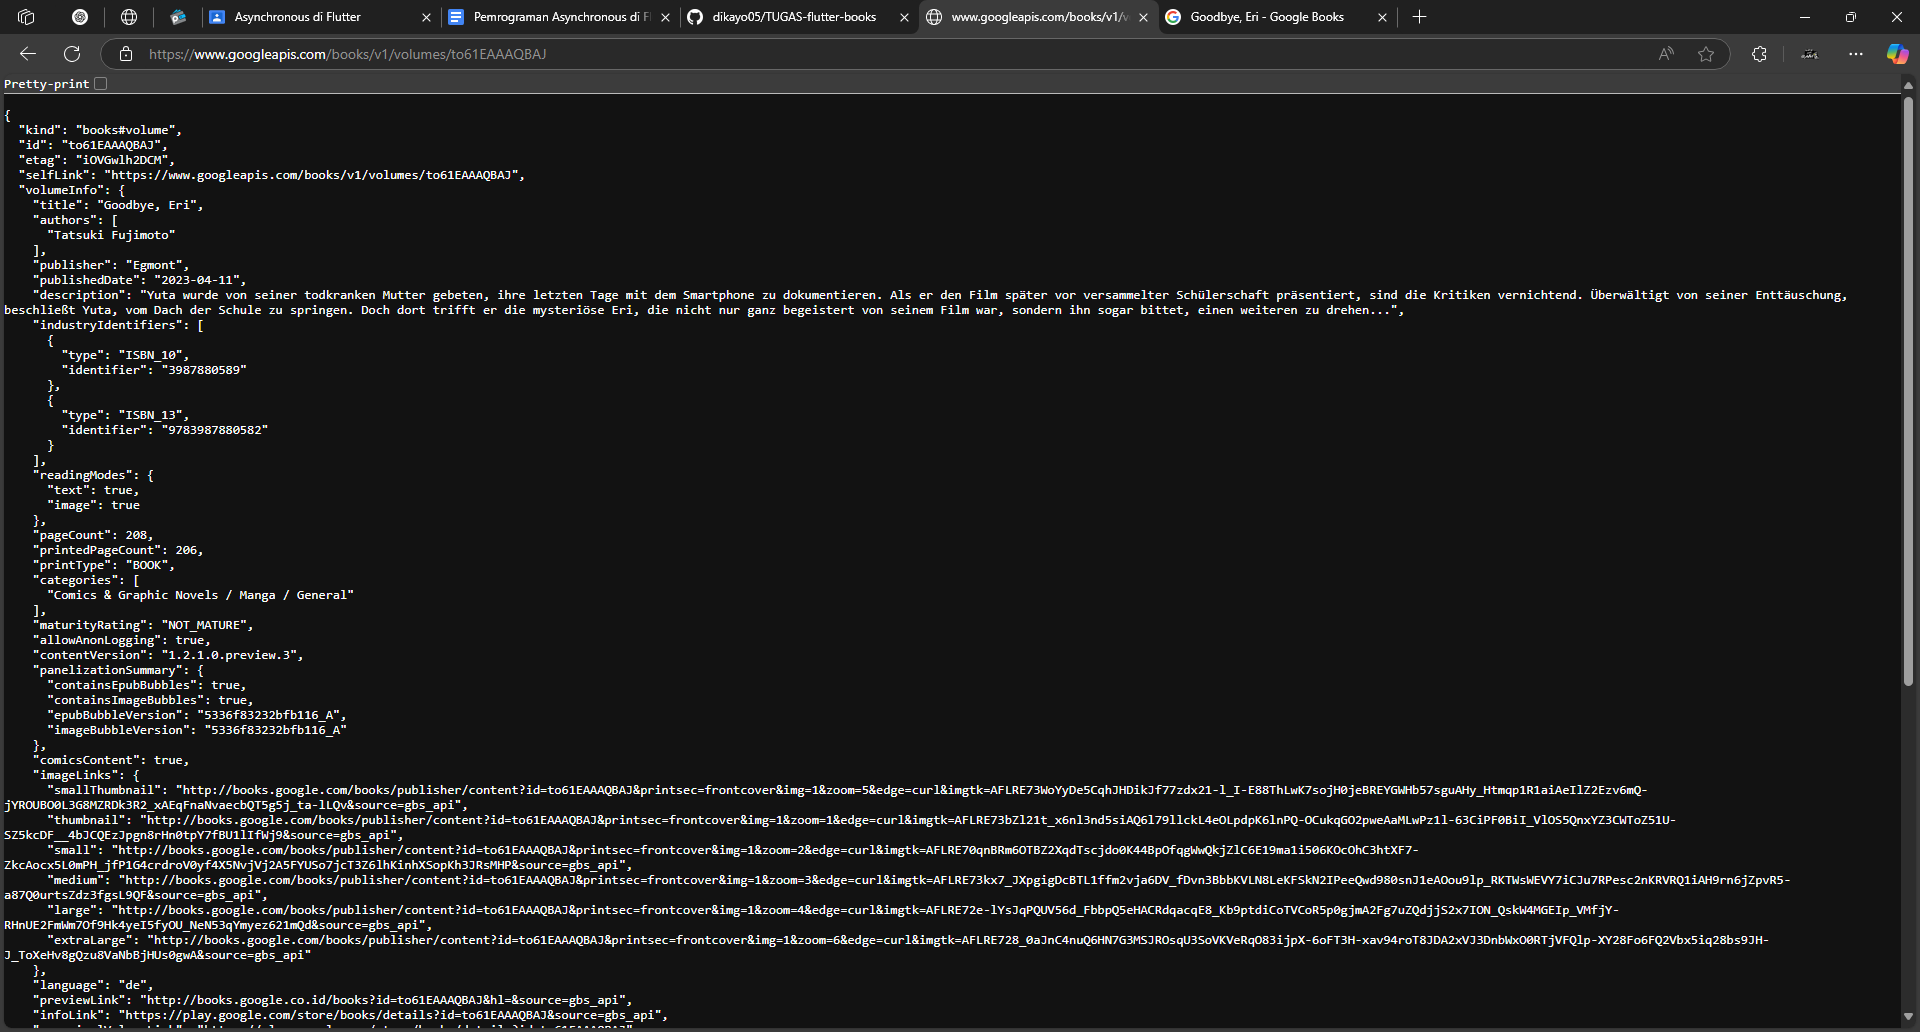 Asynchronous di Flutter
Pemrograman Asynchronous di Fl
dikayo05/TUGAS-flutter-books
www.googleapis.com/books/v1/v
Goodbye, Eri - Google Books
https://www.googleapis.com/books/v1/volumes/to61EAAAQBAJ
Pretty-print
{
"kind": "books#volume",
"id": "to61EAAAQBAJ",
"etag": "iOVGwlh2DCM",
"selfLink": "https://www.googleapis.com/books/v1/volumes/to61EAAAQBAJ",
"volumeInfo": {
"title": "Goodbye, Eri",
"authors": [
"Tatsuki Fujimoto"
],
"publisher": "Egmont",
"publishedDate": "2023-04-11",
"description": "Yuta wurde von seiner todkranken Mutter gebeten, ihre letzten Tage mit dem Smartphone zu dokumentieren. Als er den Film später vor versammelter Schülerschaft präsentiert, sind die Kritiken vernichtend. Überwältigt von seiner Enttäuschung,
beschließt Yuta, vom Dach der Schule zu springen. Doch dort trifft er die mysteriöse Eri, die nicht nur ganz begeistert von seinem Film war, sondern ihn sogar bittet, einen weiteren zu drehen...",
"industryIdentifiers": [
{
"type": "ISBN_10",
"identifier": "3987880589"
},
{
"type": "ISBN_13",
"identifier": "9783987880582"
}
],
"readingModes": {
"text": true,
"image": true
},
"pageCount": 208,
"printedPageCount": 206,
"printType": "BOOK",
"categories": [
"Comics & Graphic Novels / Manga / General"
],
"maturityRating": "NOT_MATURE",
"allowAnonLogging": true,
"contentVersion": "1.2.1.0.preview.3",
"panelizationSummary": {
"containsEpubBubbles": true,
"containsImageBubbles": true,
"epubBubbleVersion": "5336f83232bfb116_A",
"imageBubbleVersion": "5336f83232bfb116_A"
},
"comicsContent": true,
"imageLinks": {
"smallThumbnail": "http://books.google.com/books/publisher/content?id=to61EAAAQBAJ&printsec=frontcover&img=1&zoom=5&edge=curl&imgtk=AFLRE73WoYyDe5CqhJHDikJf77zdx21-l_I-E88ThLwK7sojH0jeBREYGWHb57sguAHy_Htmqp1R1aiAeIlZ2Ezv6mQ-
jYROUBO0L3G8MZRDk3R2_xAEqFnaNvaecbQT5g5j_ta-lLQv&source=gbs_api",
"thumbnail": "http://books.google.com/books/publisher/content?id=to61EAAAQBAJ&printsec=frontcover&img=1&zoom=1&edge=curl&imgtk=AFLRE73bZl21t_x6nl3nd5siAQ6l79llckL4eOLpdpK6lnPQ-OCukqGO2pweAaMLwPz1l-63CiPF0BiI_VlOS5QnxYZ3CWToZ51U-
SZ5kcDF__4bJCQEzJpgn8rHn0tpY7fBU1lIfWj9&source=gbs_api",
"small": "http://books.google.com/books/publisher/content?id=to61EAAAQBAJ&printsec=frontcover&img=1&zoom=2&edge=curl&imgtk=AFLRE70qnBRm6OTBZ2XqdTscjdo0K44BpOfqgWwQkjZlC6E19ma1i506KOcOhC3htXF7-
ZkcAocx5L0mPH_jfP1G4crdroV0yf4X5NvjVj2A5FYUSo7jcT3Z6lhKinhXSopKh3JRsMHP&source=gbs_api",
"medium": "http://books.google.com/books/publisher/content?id=to61EAAAQBAJ&printsec=frontcover&img=1&zoom=3&edge=curl&imgtk=AFLRE73kx7_JXpgigDcBTL1ffm2vja6DV_fDvn3BbbKVLN8LeKFSkN2IPeeQwd980snJ1eAOou9lp_RKTWsWEVY7iCJu7RPesc2nKRVRQ1iAH9rn6jZpvR5-
a87Q0urtsZdz3fgsL9QF&source=gbs_api",
"large": "http://books.google.com/books/publisher/content?id=to61EAAAQBAJ&printsec=frontcover&img=1&zoom=4&edge=curl&imgtk=AFLRE72e-lYsJqPQUV56d_FbbpQ5eHACRdqacqE8_Kb9ptdiCoTVCoR5p0gjmA2Fg7uZQdjjS2x7ION_QskW4MGEIp_VMfjY-
RHnUE2FmWm7Of9Hk4yeI5fyOU_NeN53qYmyez621mQd&source=gbs_api",
"extraLarge": "http://books.google.com/books/publisher/content?id=to61EAAAQBAJ&printsec=frontcover&img=1&zoom=6&edge=curl&imgtk=AFLRE728_0aJnC4nuQ6HN7G3MSJROsqU3SoVKVeRqO83ijpX-6oFT3H-xav94roT8JDA2xVJ3DnbWxO0RTjVFQlp-XY28Fo6FQ2Vbx5iq28bs9JH-
J_ToXeHv8gQzu8VaNbBjHUs0gwA&source=gbs_api"
},
"language": "de",
"previewLink": "http://books.google.co.id/books?id=to61EAAAQBAJ&hl=&source=gbs_api",
"infoLink": "https://play.google.com/store/books/details?id=to61EAAAQBAJ&source=gbs_api",